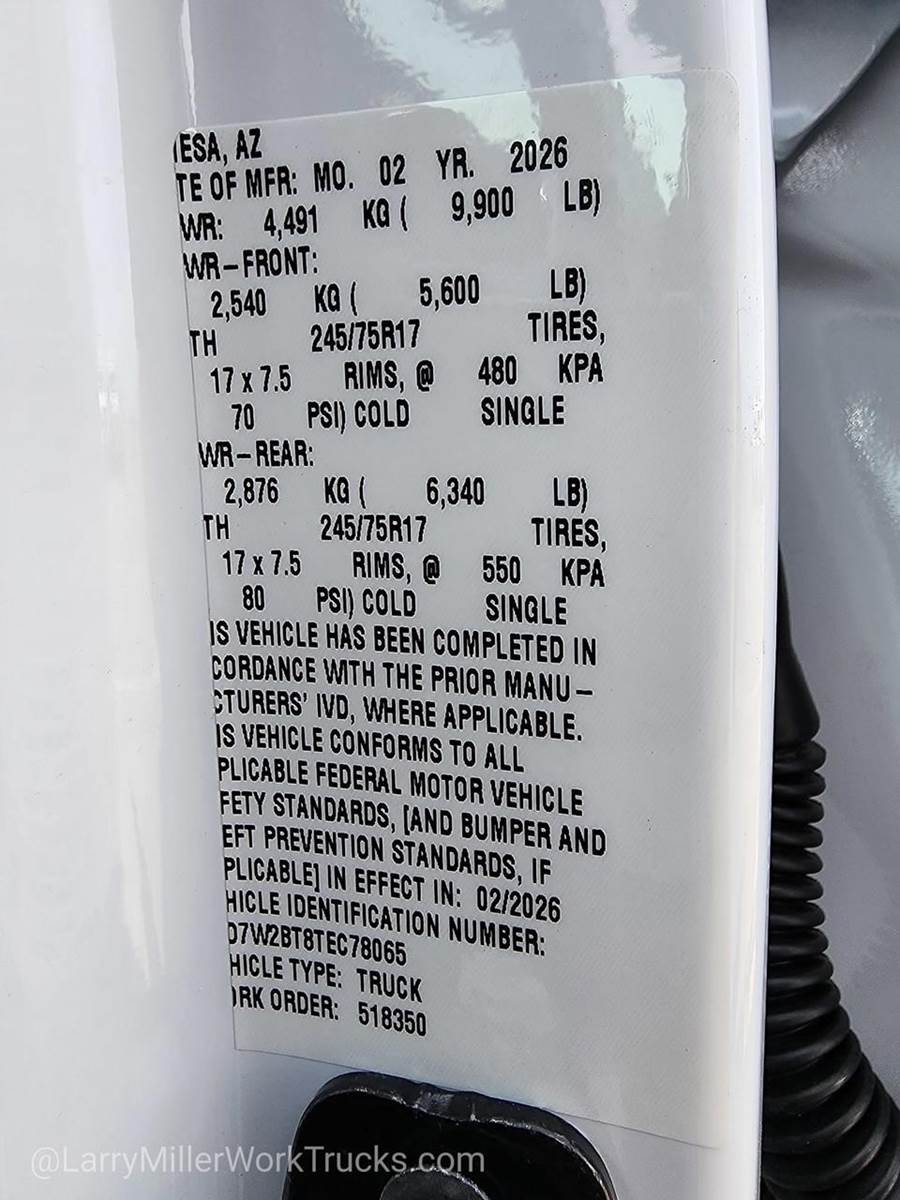 ESA, AZ
TE OF MFR: MO. 02 YR. 2026
WR: 4,491 KG ( 9,900 LB)
WR-FRONT:
2,540 KG ( 5,600 LB)
TH 245/75R17 TIRES,
17 x 7.5 RIMS, @ 480 KPA
70 PSI) COLD SINGLE
WR-REAR:
2,876 KG ( 6,340 LB)
TH 245/75R17 TIRES,
17 x 7.5 RIMS, @ 550 KPA
80 PSI) COLD SINGLE
IS VEHICLE HAS BEEN COMPLETED IN
CORDANCE WITH THE PRIOR MANU-
CTURERS' IVD, WHERE APPLICABLE.
IS VEHICLE CONFORMS TO ALL
PLICABLE FEDERAL MOTOR VEHICLE
FETY STANDARDS, [AND BUMPER AND
EFT PREVENTION STANDARDS, IF
PLICABLE] IN EFFECT IN: 02/2026
HICLE IDENTIFICATION NUMBER:
D7W2BT8TEC78065
HICLE TYPE: TRUCK
ORK ORDER: 518350
@LarryMillerWorkTrucks.com